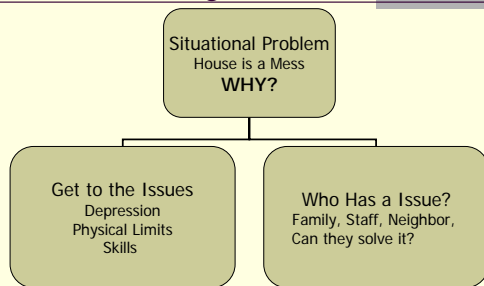 Situational Problem
House is a Mess
WHY?
Get to the Issues
Depression
Physical Limits
Skills
Who Has a Issue?
Family, Staff, Neighbor,
Can they solve it?